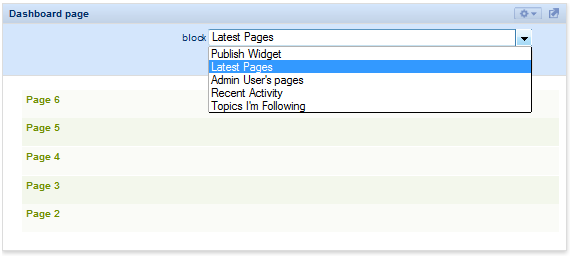 Dashboard page
block Latest Pages
Publish Widget
Latest Pages
Admin User's pages
Recent Activity
Topics I'm Following
Page 6
Page 5
Page 4
Page 3
Page 2